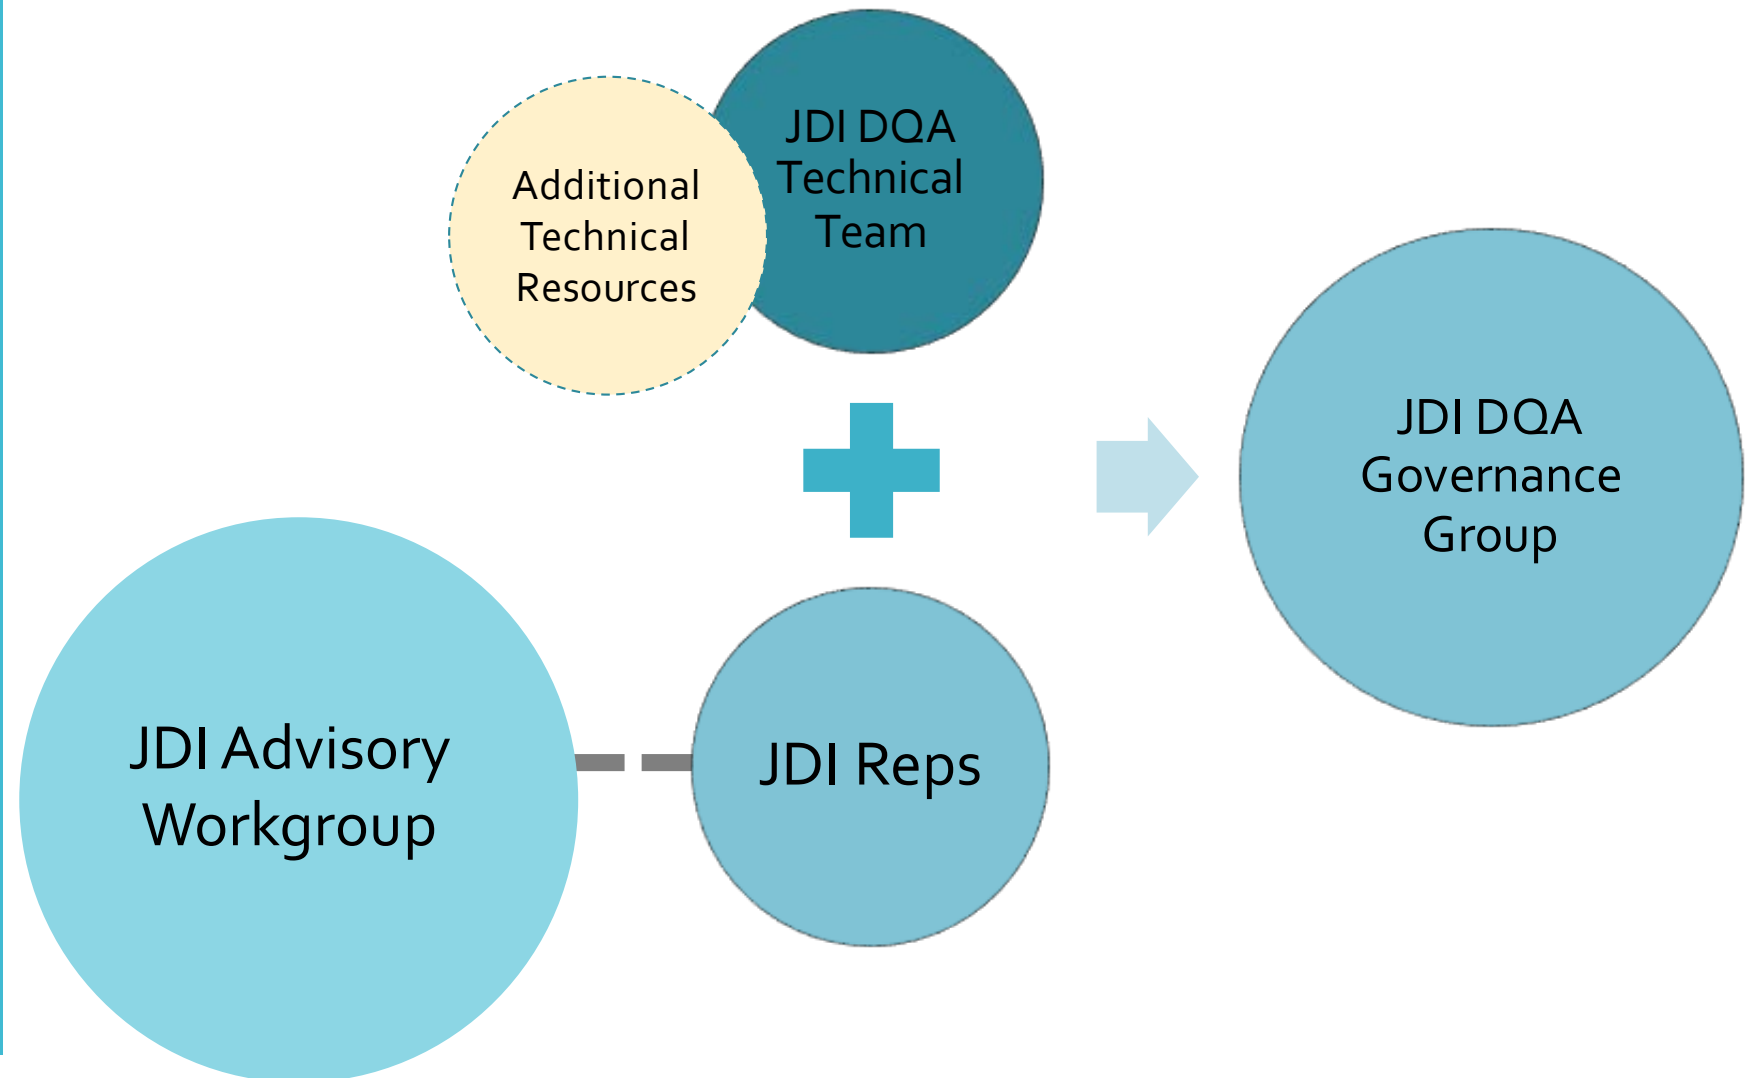 JDI DQA
Technical
Team
Additional
Technical
Resources
JDI DQA
Governance
Group
JDI Advisory
Workgroup
JDI Reps